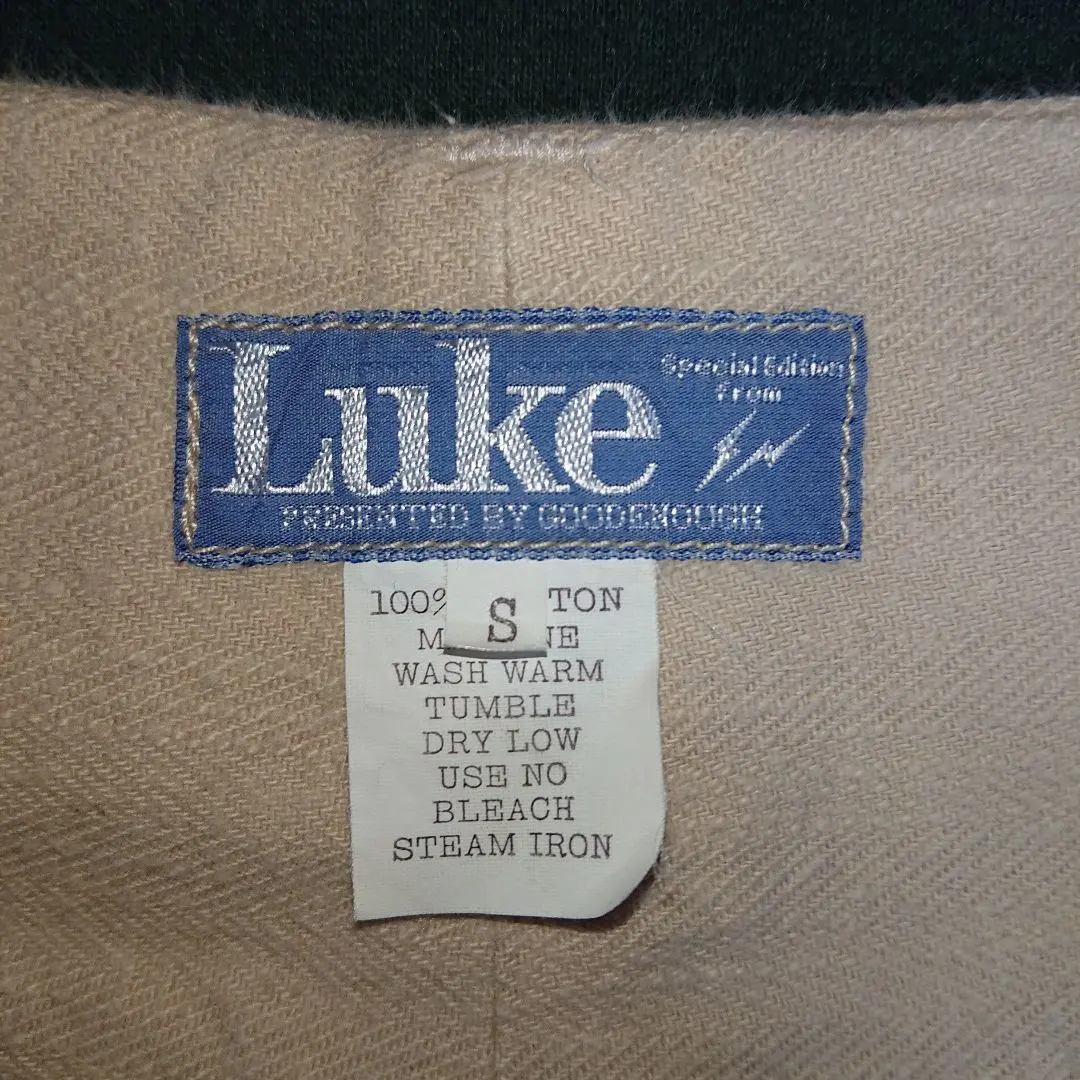 Luke
Special Edition
From
PRESENTED BY GOODENOUGH
S
100% TON
M NE
WASH WARM
TUMBLE
DRY LOW
USE NO
BLEACH
STEAM IRON